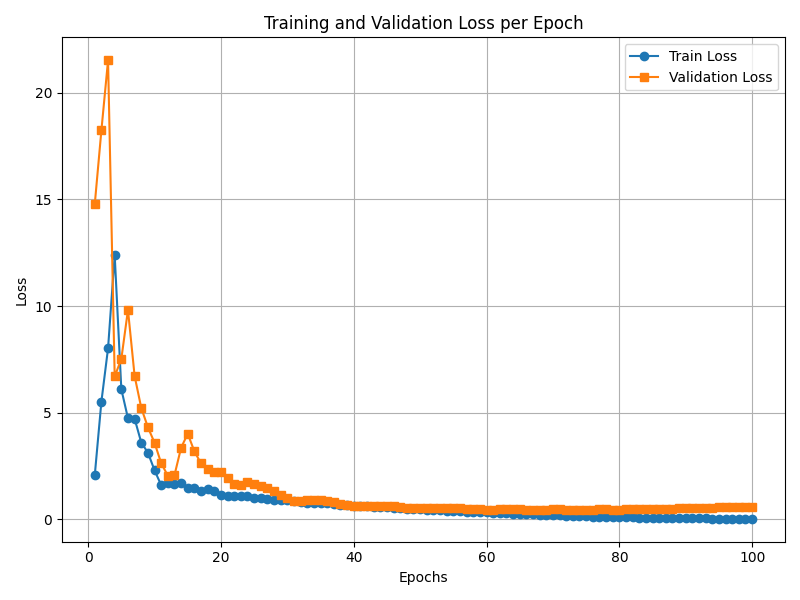 Training and Validation Loss per Epoch
Train Loss
Validation Loss
20
15
10
5
0
Loss
0 20 40 60 80 100
Epochs